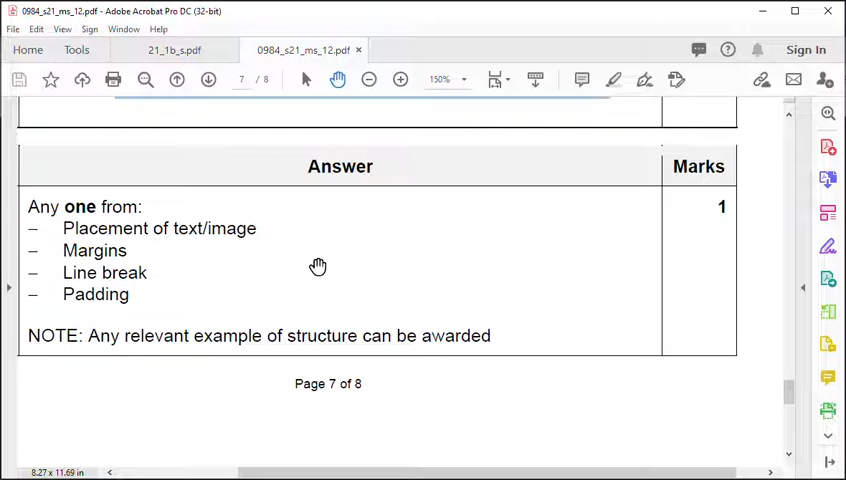 0984_s21_ms_12.pdf - Adobe Acrobat Pro DC (32-bit)
File Edit View Sign Window Help
Home Tools 21_1b_s.pdf 0984_s21_ms_12.pdf × Sign In
7 / 8 150%
Answer Marks
Any one from: 1
– Placement of text/image
– Margins
– Line break
– Padding
NOTE: Any relevant example of structure can be awarded
Page 7 of 8
8.27 x 11.69 in